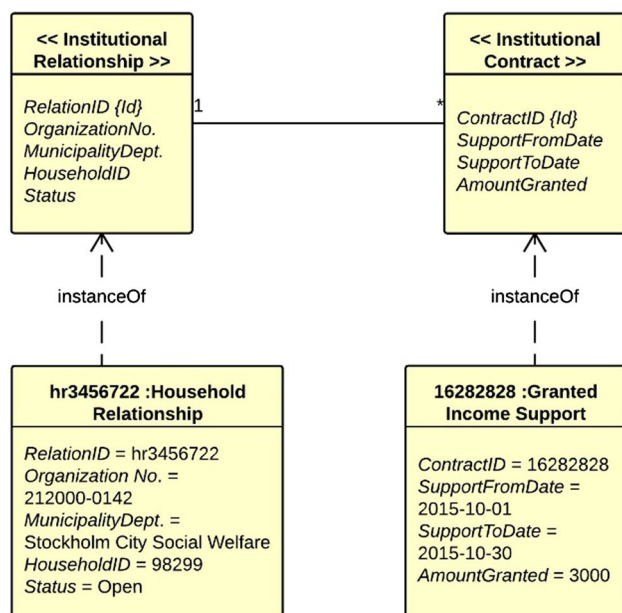 << Institutional
Relationship >>
RelationID {Id}
OrganizationNo.
MunicipalityDept.
HouseholdID
Status
1
*
<< Institutional
Contract >>
ContractID {Id}
SupportFromDate
SupportToDate
AmountGranted
instanceOf
instanceOf
hr3456722 :Household
Relationship
RelationID = hr3456722
Organization No. =
212000-0142
MunicipalityDept. =
Stockholm City Social Welfare
HouseholdID = 98299
Status = Open
16282828 :Granted
Income Support
ContractID = 16282828
SupportFromDate =
2015-10-01
SupportToDate =
2015-10-30
AmountGranted = 3000